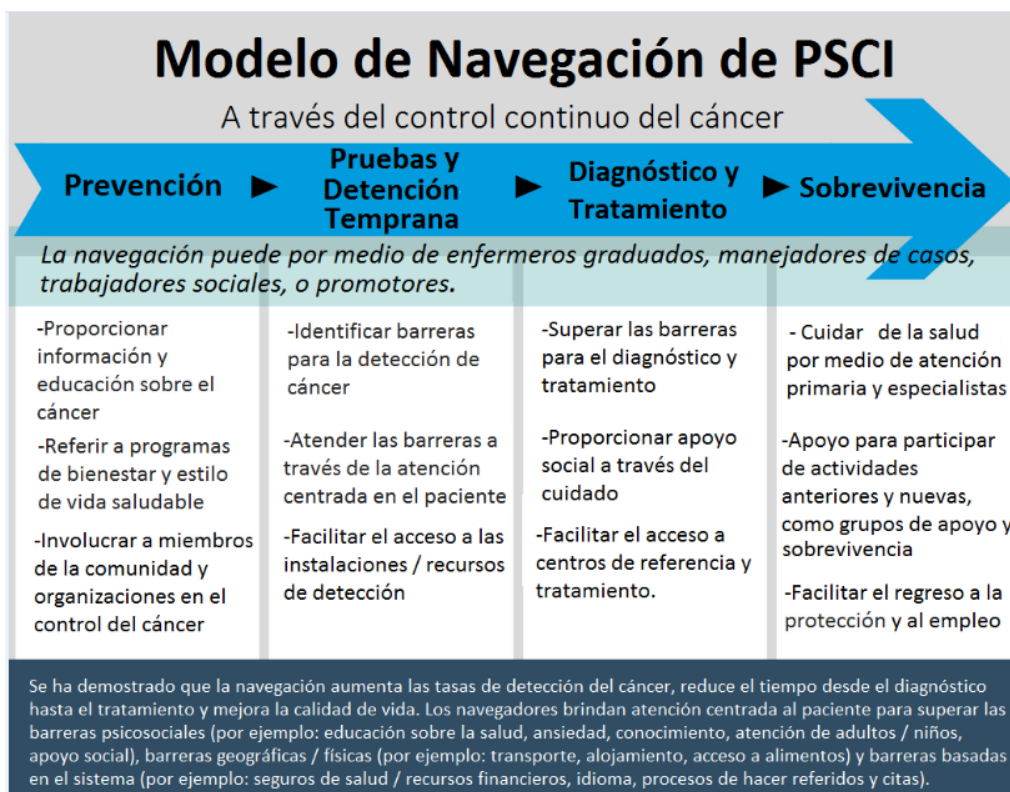 Modelo de Navegación de PSCI
A través del control continuo del cáncer
Prevención
Pruebas y
Detención
Temprana
Diagnóstico y
Tratamiento
Sobrevivencia
La navegación puede por medio de enfermeros graduados, manejadores de casos,
trabajadores sociales, o promotores.
-Proporcionar
información y
educación sobre el
cáncer
-Referir a programas
de bienestar y estilo
de vida saludable
-Involucrar a miembros
de la comunidad y
organizaciones en el
control del cáncer
-Identificar barreras
para la detección de
cáncer
-Atender las barreras a
través de la atención
centrada en el paciente
-Facilitar el acceso a las
instalaciones / recursos
de detección
-Superar las barreras
para el diagnóstico y
tratamiento
-Proporcionar apoyo
social a través del
cuidado
-Facilitar el acceso a
centros de referencia y
tratamiento.
- Cuidar de la salud
por medio de atención
primaria y especialistas
-Apoyo para participar
de actividades
anteriores y nuevas,
como grupos de apoyo y
sobrevivencia
-Facilitar el regreso a la
protección y al empleo
Se ha demostrado que la navegación aumenta las tasas de detección del cáncer, reduce el tiempo desde el diagnóstico
hasta el tratamiento y mejora la calidad de vida. Los navegadores brindan atención centrada al paciente para superar las
barreras psicosociales (por ejemplo: educación sobre la salud, ansiedad, conocimiento, atención de adultos / niños,
apoyo social), barreras geográficas / físicas (por ejemplo: transporte, alojamiento, acceso a alimentos) y barreras basadas
en el sistema (por ejemplo: seguros de salud / recursos financieros, idioma, procesos de hacer referidos y citas).